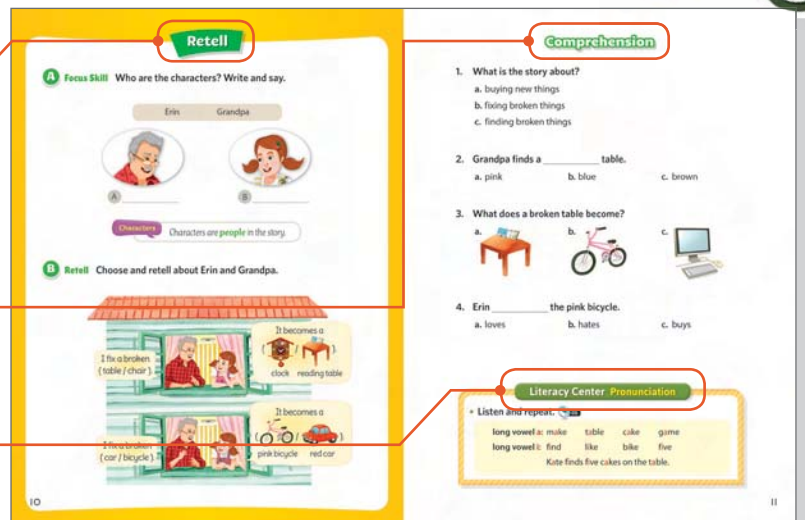 Retell
A Focus Skill Who are the characters? Write and say.
Erin Grandpa
A
B
Characters Characters are people in the story.
B Retell Choose and retell about Erin and Grandpa.
I fix a broken
( table / chair ).
It becomes a
( ).
clock reading table
I fix a broken
( car / bicycle ).
It becomes a
( ).
pink bicycle red car
10
Comprehension
1. What is the story about?
a. buying new things
b. fixing broken things
c. finding broken things
2. Grandpa finds a __________ table.
a. pink b. blue c. brown
3. What does a broken table become?
a. b. c.
4. Erin __________ the pink bicycle.
a. loves b. hates c. buys
Literacy Center Pronunciation
• Listen and repeat.
long vowel a: make table cake game
long vowel i: find like bike five
Kate finds five cakes on the table.
11